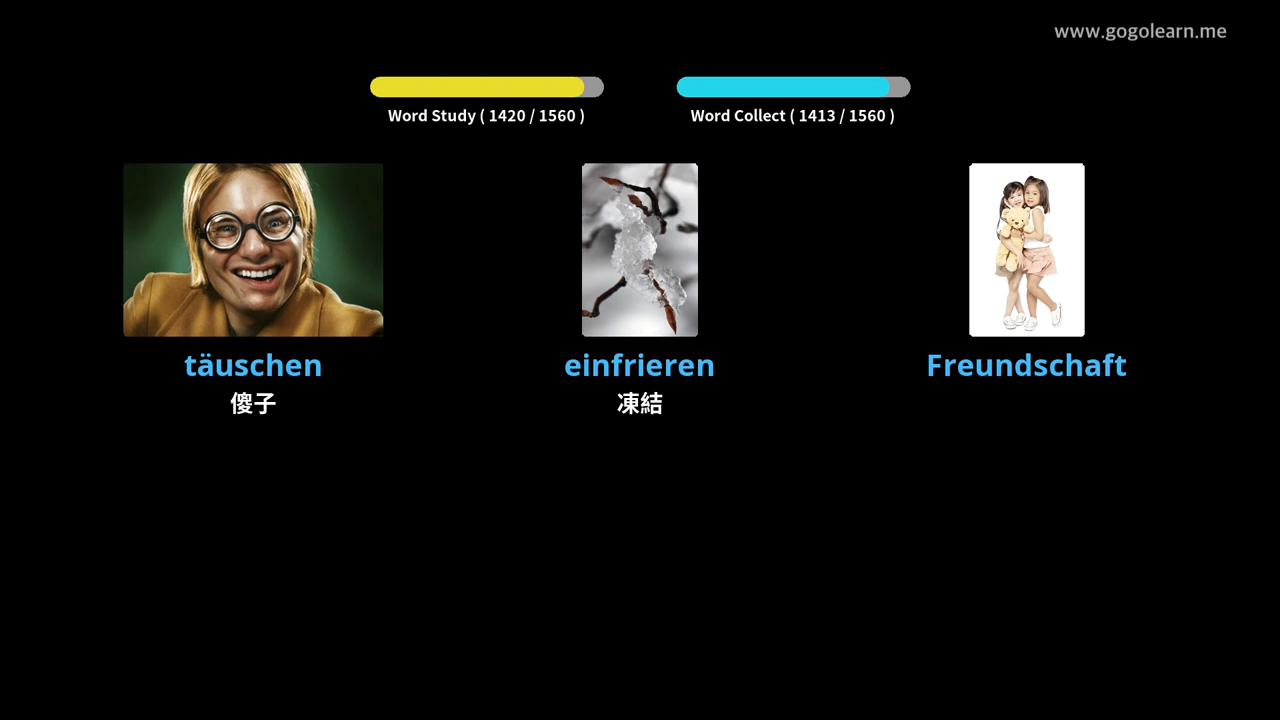 www.gogolearn.me
Word Study ( 1420 / 1560 )
Word Collect ( 1413 / 1560 )
täuschen
傻子
einfrieren
凍結
Freundschaft